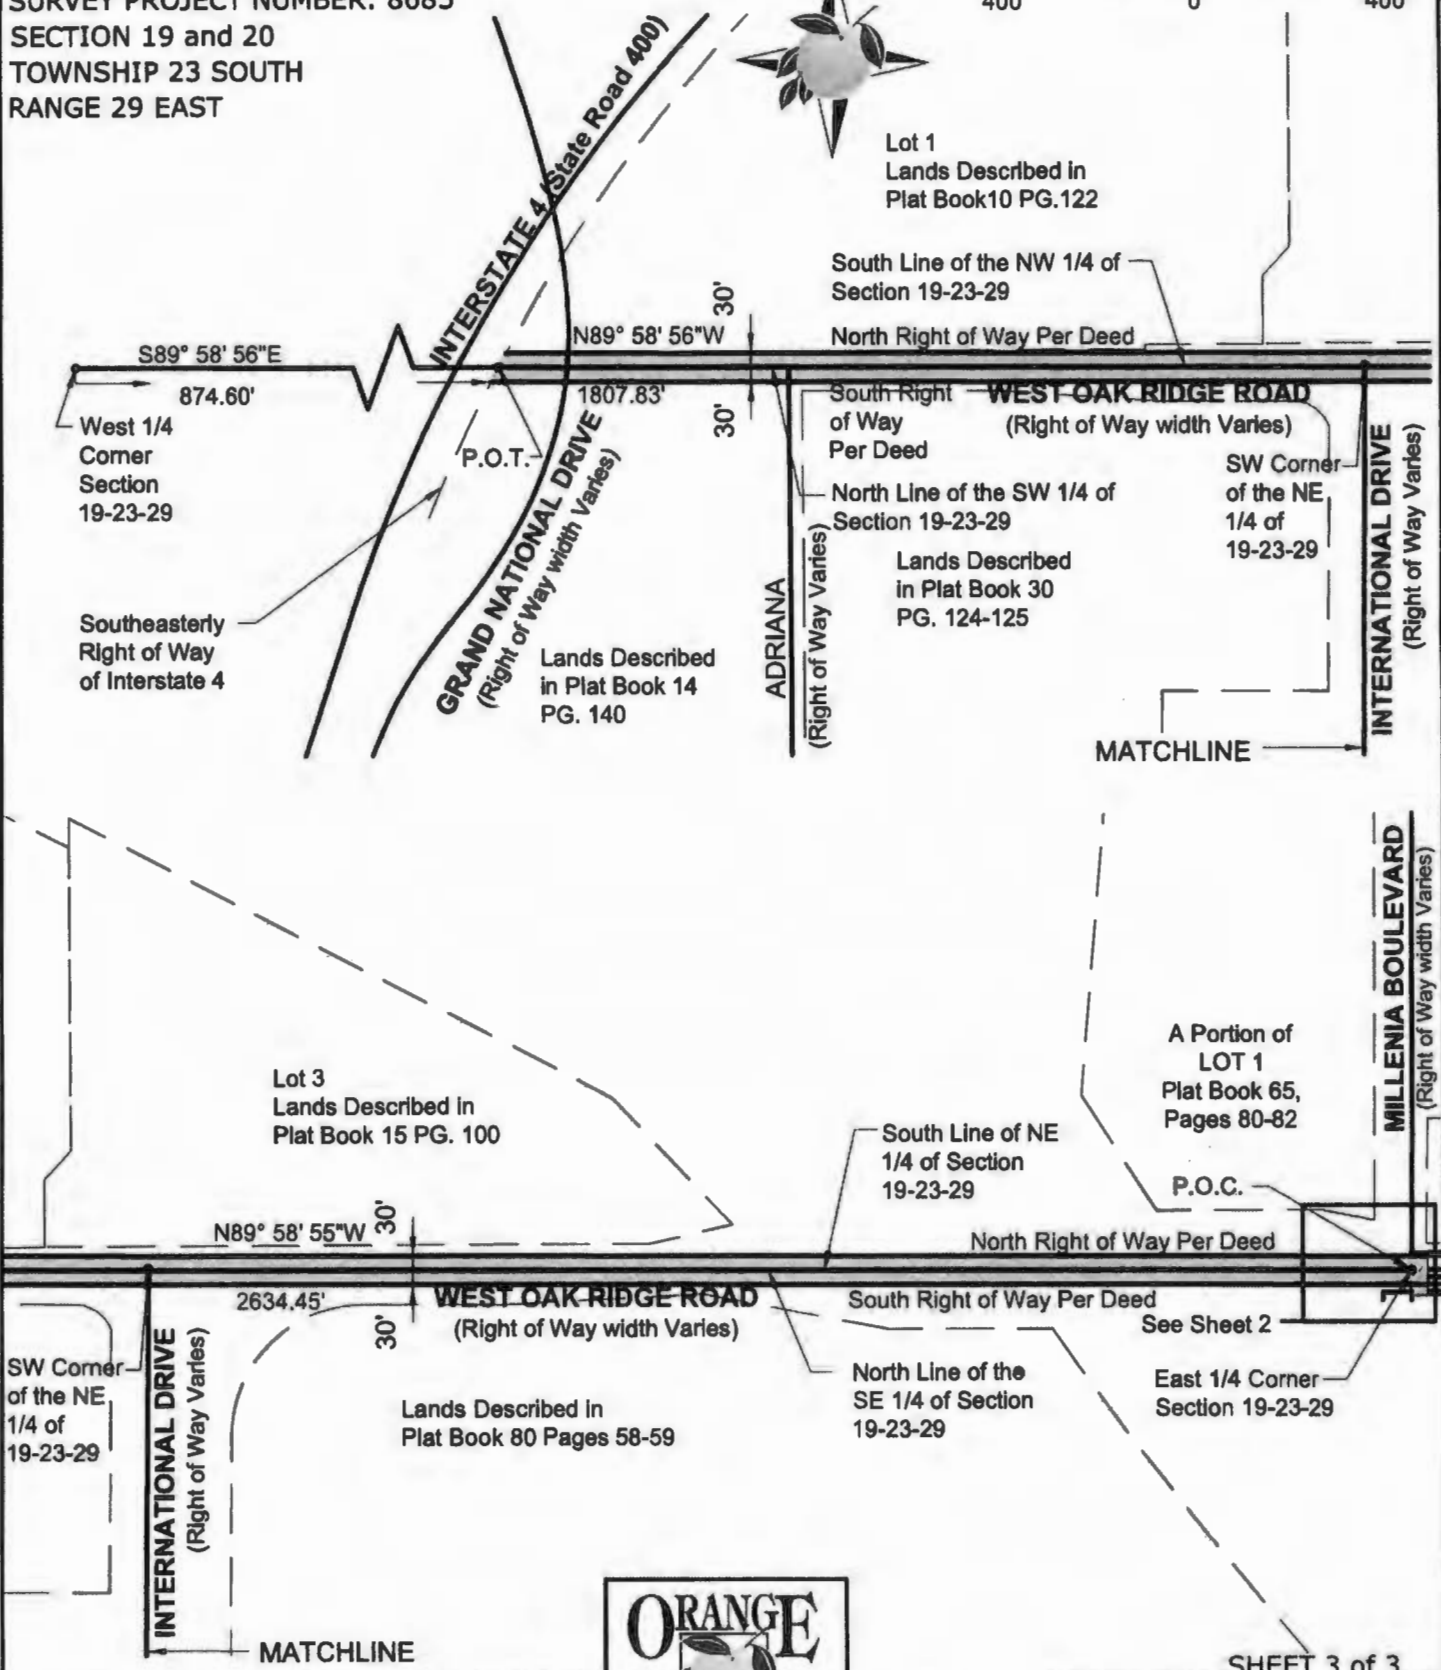 SURVEY PROJECT NUMBER: 8685
SECTION 19 and 20
TOWNSHIP 23 SOUTH
RANGE 29 EAST
400 0 400
INTERSTATE 4 (State Road 400)
Lot 1
Lands Described in
Plat Book10 PG.122
South Line of the NW 1/4 of
Section 19-23-29
30'
N89° 58' 56"W
North Right of Way Per Deed
S89° 58' 56"E
874.60'
1807.83'
30'
West 1/4
Corner
Section
19-23-29
P.O.T.
South Right
of Way
Per Deed
WEST OAK RIDGE ROAD
(Right of Way width Varies)
SW Corner
of the NE
1/4 of
19-23-29
North Line of the SW 1/4 of
Section 19-23-29
Lands Described
in Plat Book 30
PG. 124-125
INTERNATIONAL DRIVE
(Right of Way Varies)
GRAND NATIONAL DRIVE
(Right of Way width Varies)
ADRIANA
(Right of Way Varies)
Southeasterly
Right of Way
of Interstate 4
Lands Described
in Plat Book 14
PG. 140
MATCHLINE
MILLENIA BOULEVARD
(Right of Way width Varies)
A Portion of
LOT 1
Plat Book 65,
Pages 80-82
Lot 3
Lands Described in
Plat Book 15 PG. 100
South Line of NE
1/4 of Section
19-23-29
P.O.C.
N89° 58' 55"W
30'
North Right of Way Per Deed
2634.45'
30'
WEST OAK RIDGE ROAD
(Right of Way width Varies)
South Right of Way Per Deed
See Sheet 2
SW Corner
of the NE
1/4 of
19-23-29
INTERNATIONAL DRIVE
(Right of Way Varies)
Lands Described in
Plat Book 80 Pages 58-59
North Line of the
SE 1/4 of Section
19-23-29
East 1/4 Corner
Section 19-23-29
MATCHLINE
ORANGE
SHEET 3 of 3